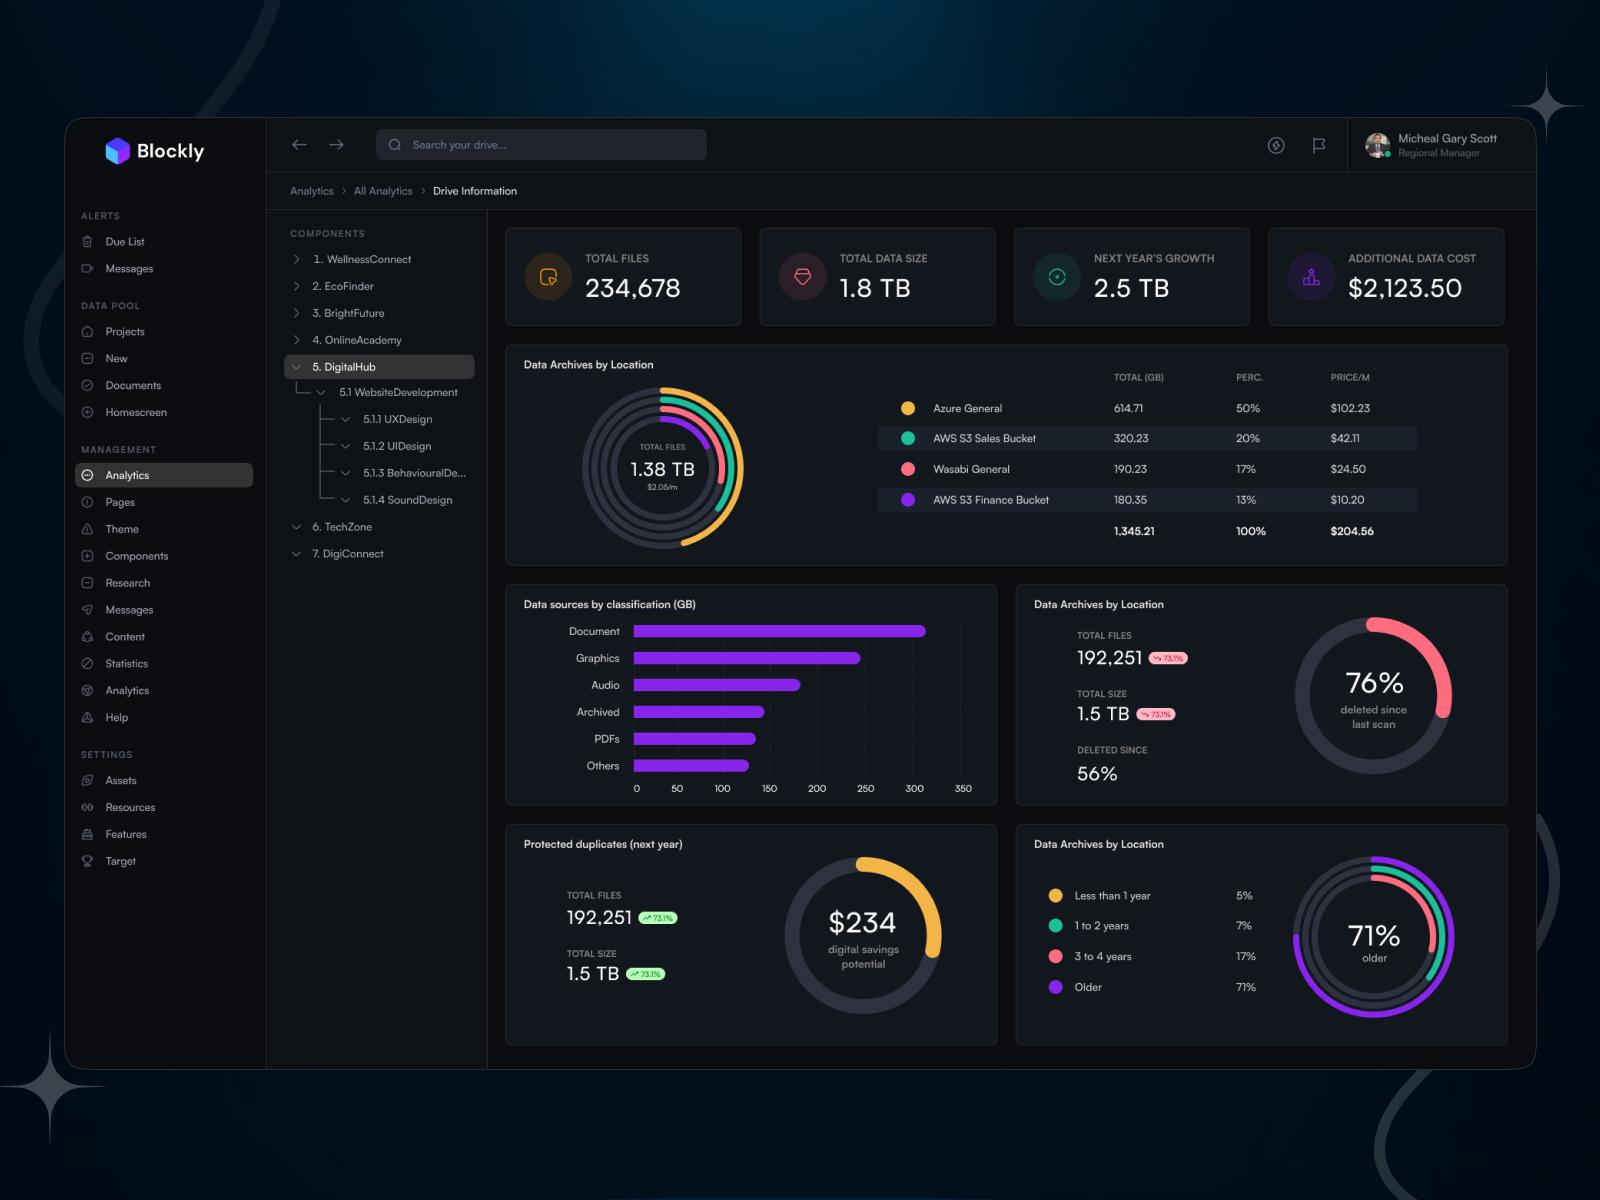 Blockly
Search your drive...
Micheal Gary Scott
Regional Manager
Analytics > All Analytics > Drive Information
ALERTS
Due List
Messages
DATA POOL
Projects
New
Documents
Homescreen
MANAGEMENT
Analytics
Pages
Theme
Components
Research
Messages
Content
Statistics
Analytics
Help
SETTINGS
Assets
Resources
Features
Target
COMPONENTS
1. WellnessConnect
2. EcoFinder
3. BrightFuture
4. OnlineAcademy
5. DigitalHub
5.1 WebsiteDevelopment
5.1.1 UXDesign
5.1.2 UIDesign
5.1.3 BehaviouralDe...
5.1.4 SoundDesign
6. TechZone
7. DigiConnect
TOTAL FILES
234,678
TOTAL DATA SIZE
1.8 TB
NEXT YEAR'S GROWTH
2.5 TB
ADDITIONAL DATA COST
$2,123.50
Data Archives by Location
TOTAL FILES
1.38 TB
$2.05/m
TOTAL (GB) PERC. PRICE/M
Azure General 614.71 50% $102.23
AWS S3 Sales Bucket 320.23 20% $42.11
Wasabi General 190.23 17% $24.50
AWS S3 Finance Bucket 180.35 13% $10.20
1,345.21 100% $204.56
Data sources by classification (GB)
Document
Graphics
Audio
Archived
PDFs
Others
0 50 100 150 200 250 300 350
Data Archives by Location
TOTAL FILES
192,251 73.1%
TOTAL SIZE
1.5 TB 73.1%
DELETED SINCE
56%
76%
deleted since
last scan
Protected duplicates (next year)
TOTAL FILES
192,251 73.1%
TOTAL SIZE
1.5 TB 73.1%
$234
digital savings
potential
Data Archives by Location
Less than 1 year 5%
1 to 2 years 7%
3 to 4 years 17%
Older 71%
71%
older